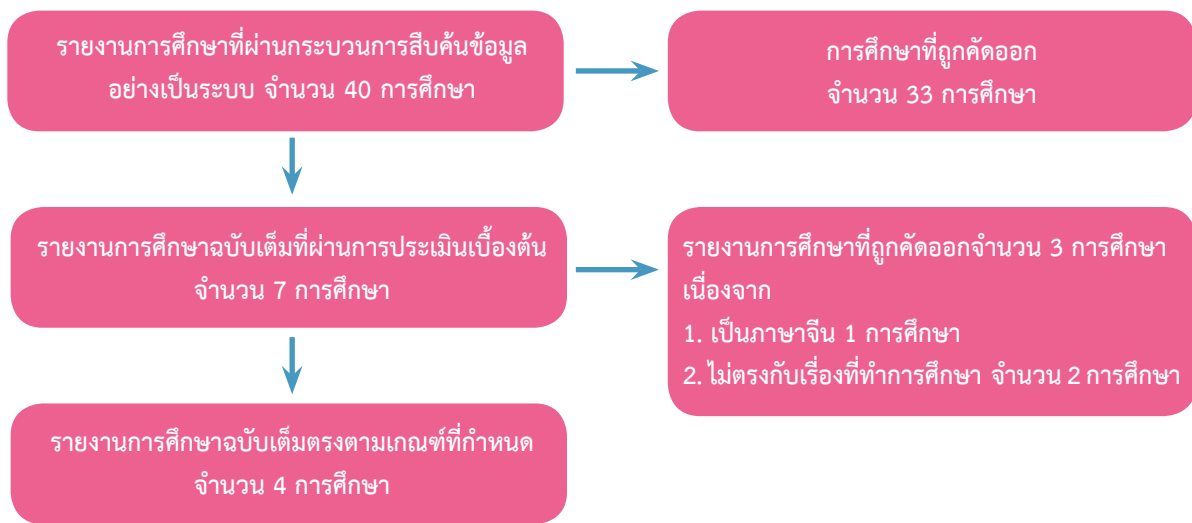 รายงานการศึกษาที่ผ่านกระบวนการสืบค้นข้อมูล
อย่างเป็นระบบ จำนวน 40 การศึกษา
การศึกษาที่ถูกคัดออก
จำนวน 33 การศึกษา
รายงานการศึกษาฉบับเต็มที่ผ่านการประเมินเบื้องต้น
จำนวน 7 การศึกษา
รายงานการศึกษาที่ถูกคัดออกจำนวน 3 การศึกษา
เนื่องจาก
1. เป็นภาษาจีน 1 การศึกษา
2. ไม่ตรงกับเรื่องที่ทำการศึกษา จำนวน 2 การศึกษา
รายงานการศึกษาฉบับเต็มตรงตามเกณฑ์ที่กำหนด
จำนวน 4 การศึกษา